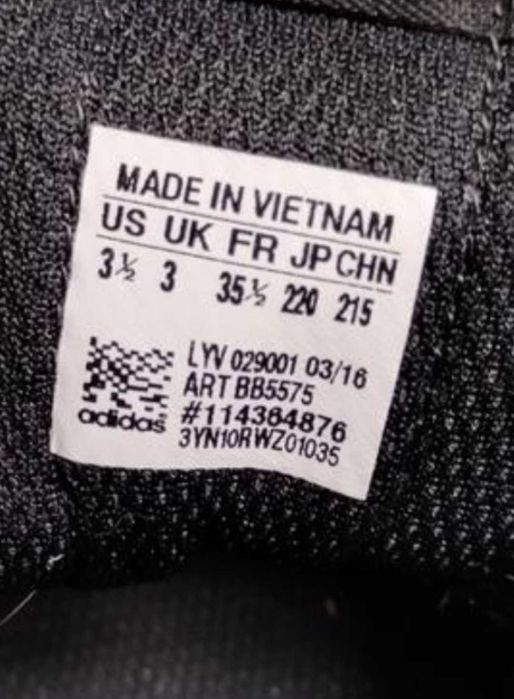 MADE IN VIETNAM
US UK FR JP CHN
3½ 3 35½ 220 215
LYV 029001 03/16
ART BB5575
#114364876
3YN10RWZ01035
adidas